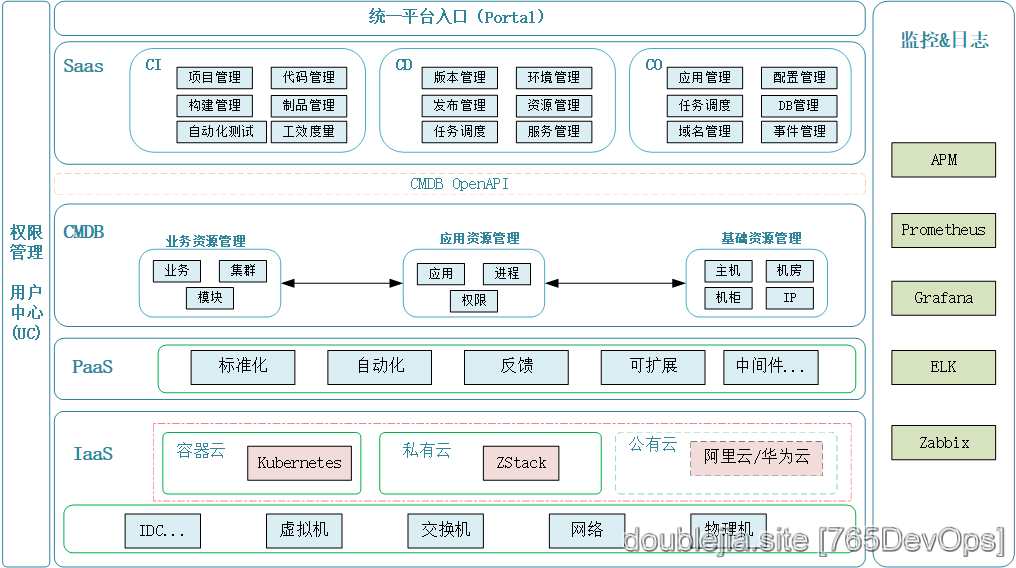 统一平台入口（Portal）
监控&日志
Saas
CI
项目管理
代码管理
构建管理
制品管理
自动化测试
工效度量
CD
版本管理
环境管理
发布管理
资源管理
任务调度
服务管理
CO
应用管理
配置管理
任务调度
DB管理
域名管理
事件管理
CMDB OpenAPI
权限
管理
用户
中心
(UC)
CMDB
业务资源管理
业务
集群
模块
应用资源管理
应用
进程
权限
基础资源管理
主机
机房
机柜
IP
PaaS
标准化
自动化
反馈
可扩展
中间件...
IaaS
容器云
Kubernetes
私有云
ZStack
公有云
阿里云/华为云
IDC...
虚拟机
交换机
网络
物理机
APM
Prometheus
Grafana
ELK
Zabbix
doublejia.site [765DevOps]